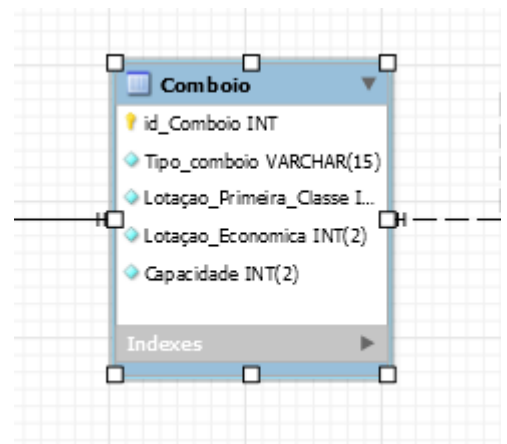 Comboio
id_Comboio INT
Tipo_comboio VARCHAR(15)
Lotaçao_Primeira_Classe I...
Lotaçao_Economica INT(2)
Capacidade INT(2)
Indexes